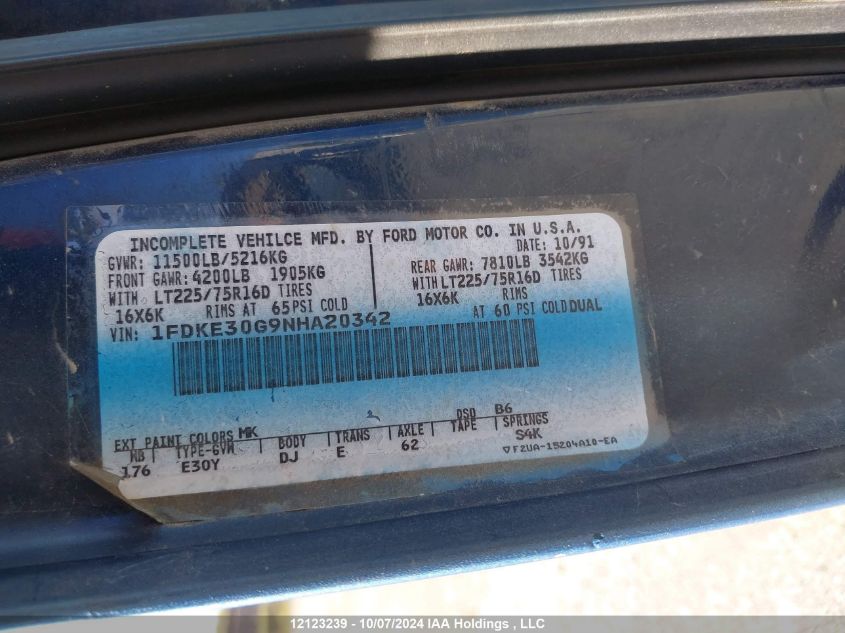 INCOMPLETE VEHILCE MFD. BY FORD MOTOR CO. IN U.S.A.
GVWR: 11500LB/5216KG DATE: 10/91
FRONT GAWR: 4200LB 1905KG
WITH LT225/75R16D TIRES
16X6K RIMS AT 65PSI COLD
REAR GAWR: 7810LB 3542KG
WITH LT225/75R16D TIRES
16X6K RIMS
AT 60 PSI COLD DUAL
VIN: 1FDKE30G9NHA20342
EXT PAINT COLORS MK DSO B6
WB TYPE-GVW BODY TRANS AXLE TAPE SPRINGS
176 E30Y DJ E 62 S4K
▽F2UA-15204A10-EA
12123239 - 10/07/2024 IAA Holdings , LLC